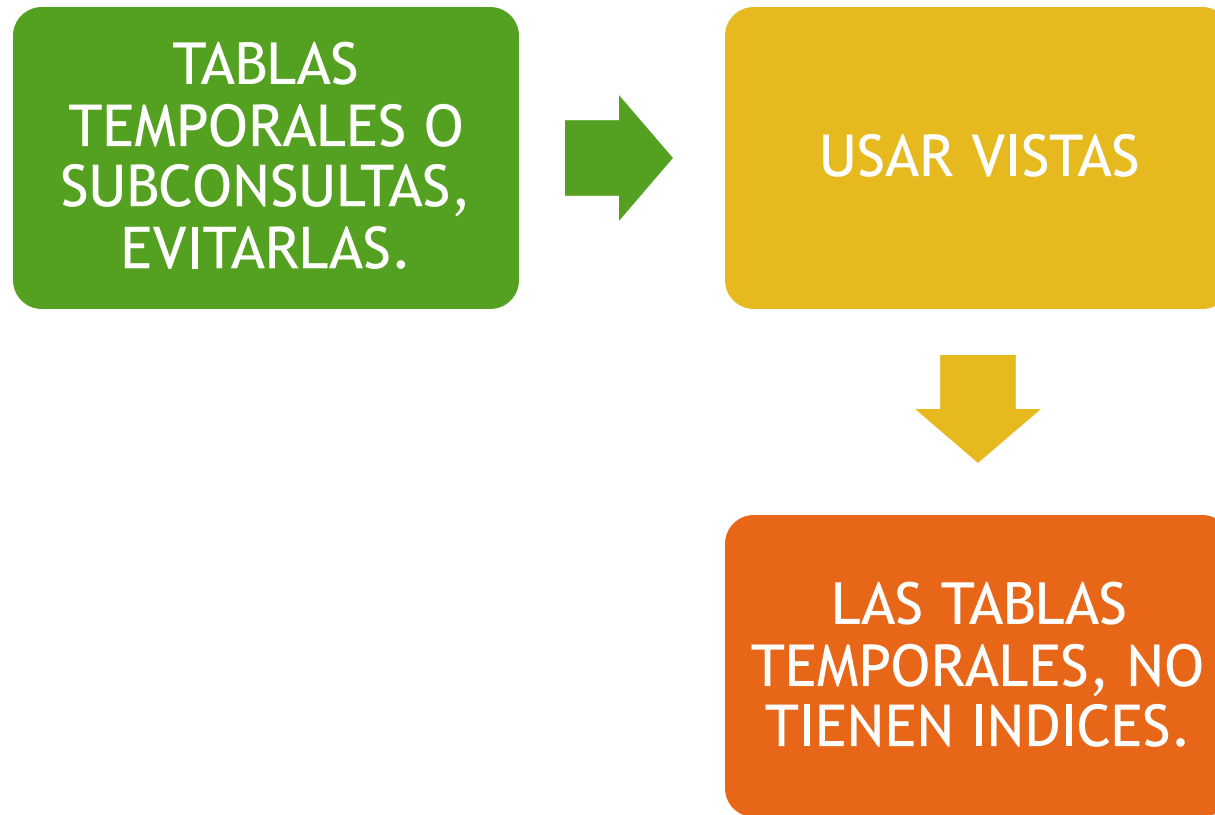 TABLAS
TEMPORALES O
SUBCONSULTAS,
EVITARLAS.
USAR VISTAS
LAS TABLAS
TEMPORALES, NO
TIENEN INDICES.